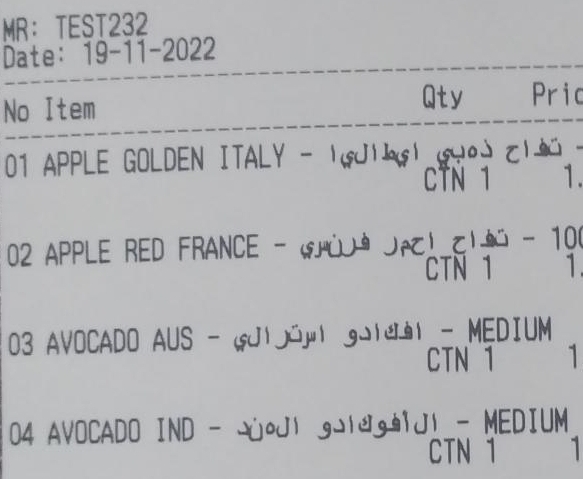 MR: TEST232
Date: 19-11-2022
No Item Qty Pric
01 APPLE GOLDEN ITALY - تفاح ذهبي ايطاليا -
CTN 1 1.
02 APPLE RED FRANCE - تفاح احمر فرنسي - 100
CTN 1 1.
03 AVOCADO AUS - افكادو استرالي - MEDIUM
CTN 1 1
04 AVOCADO IND - الأفوكادو الهند - MEDIUM
CTN 1 1